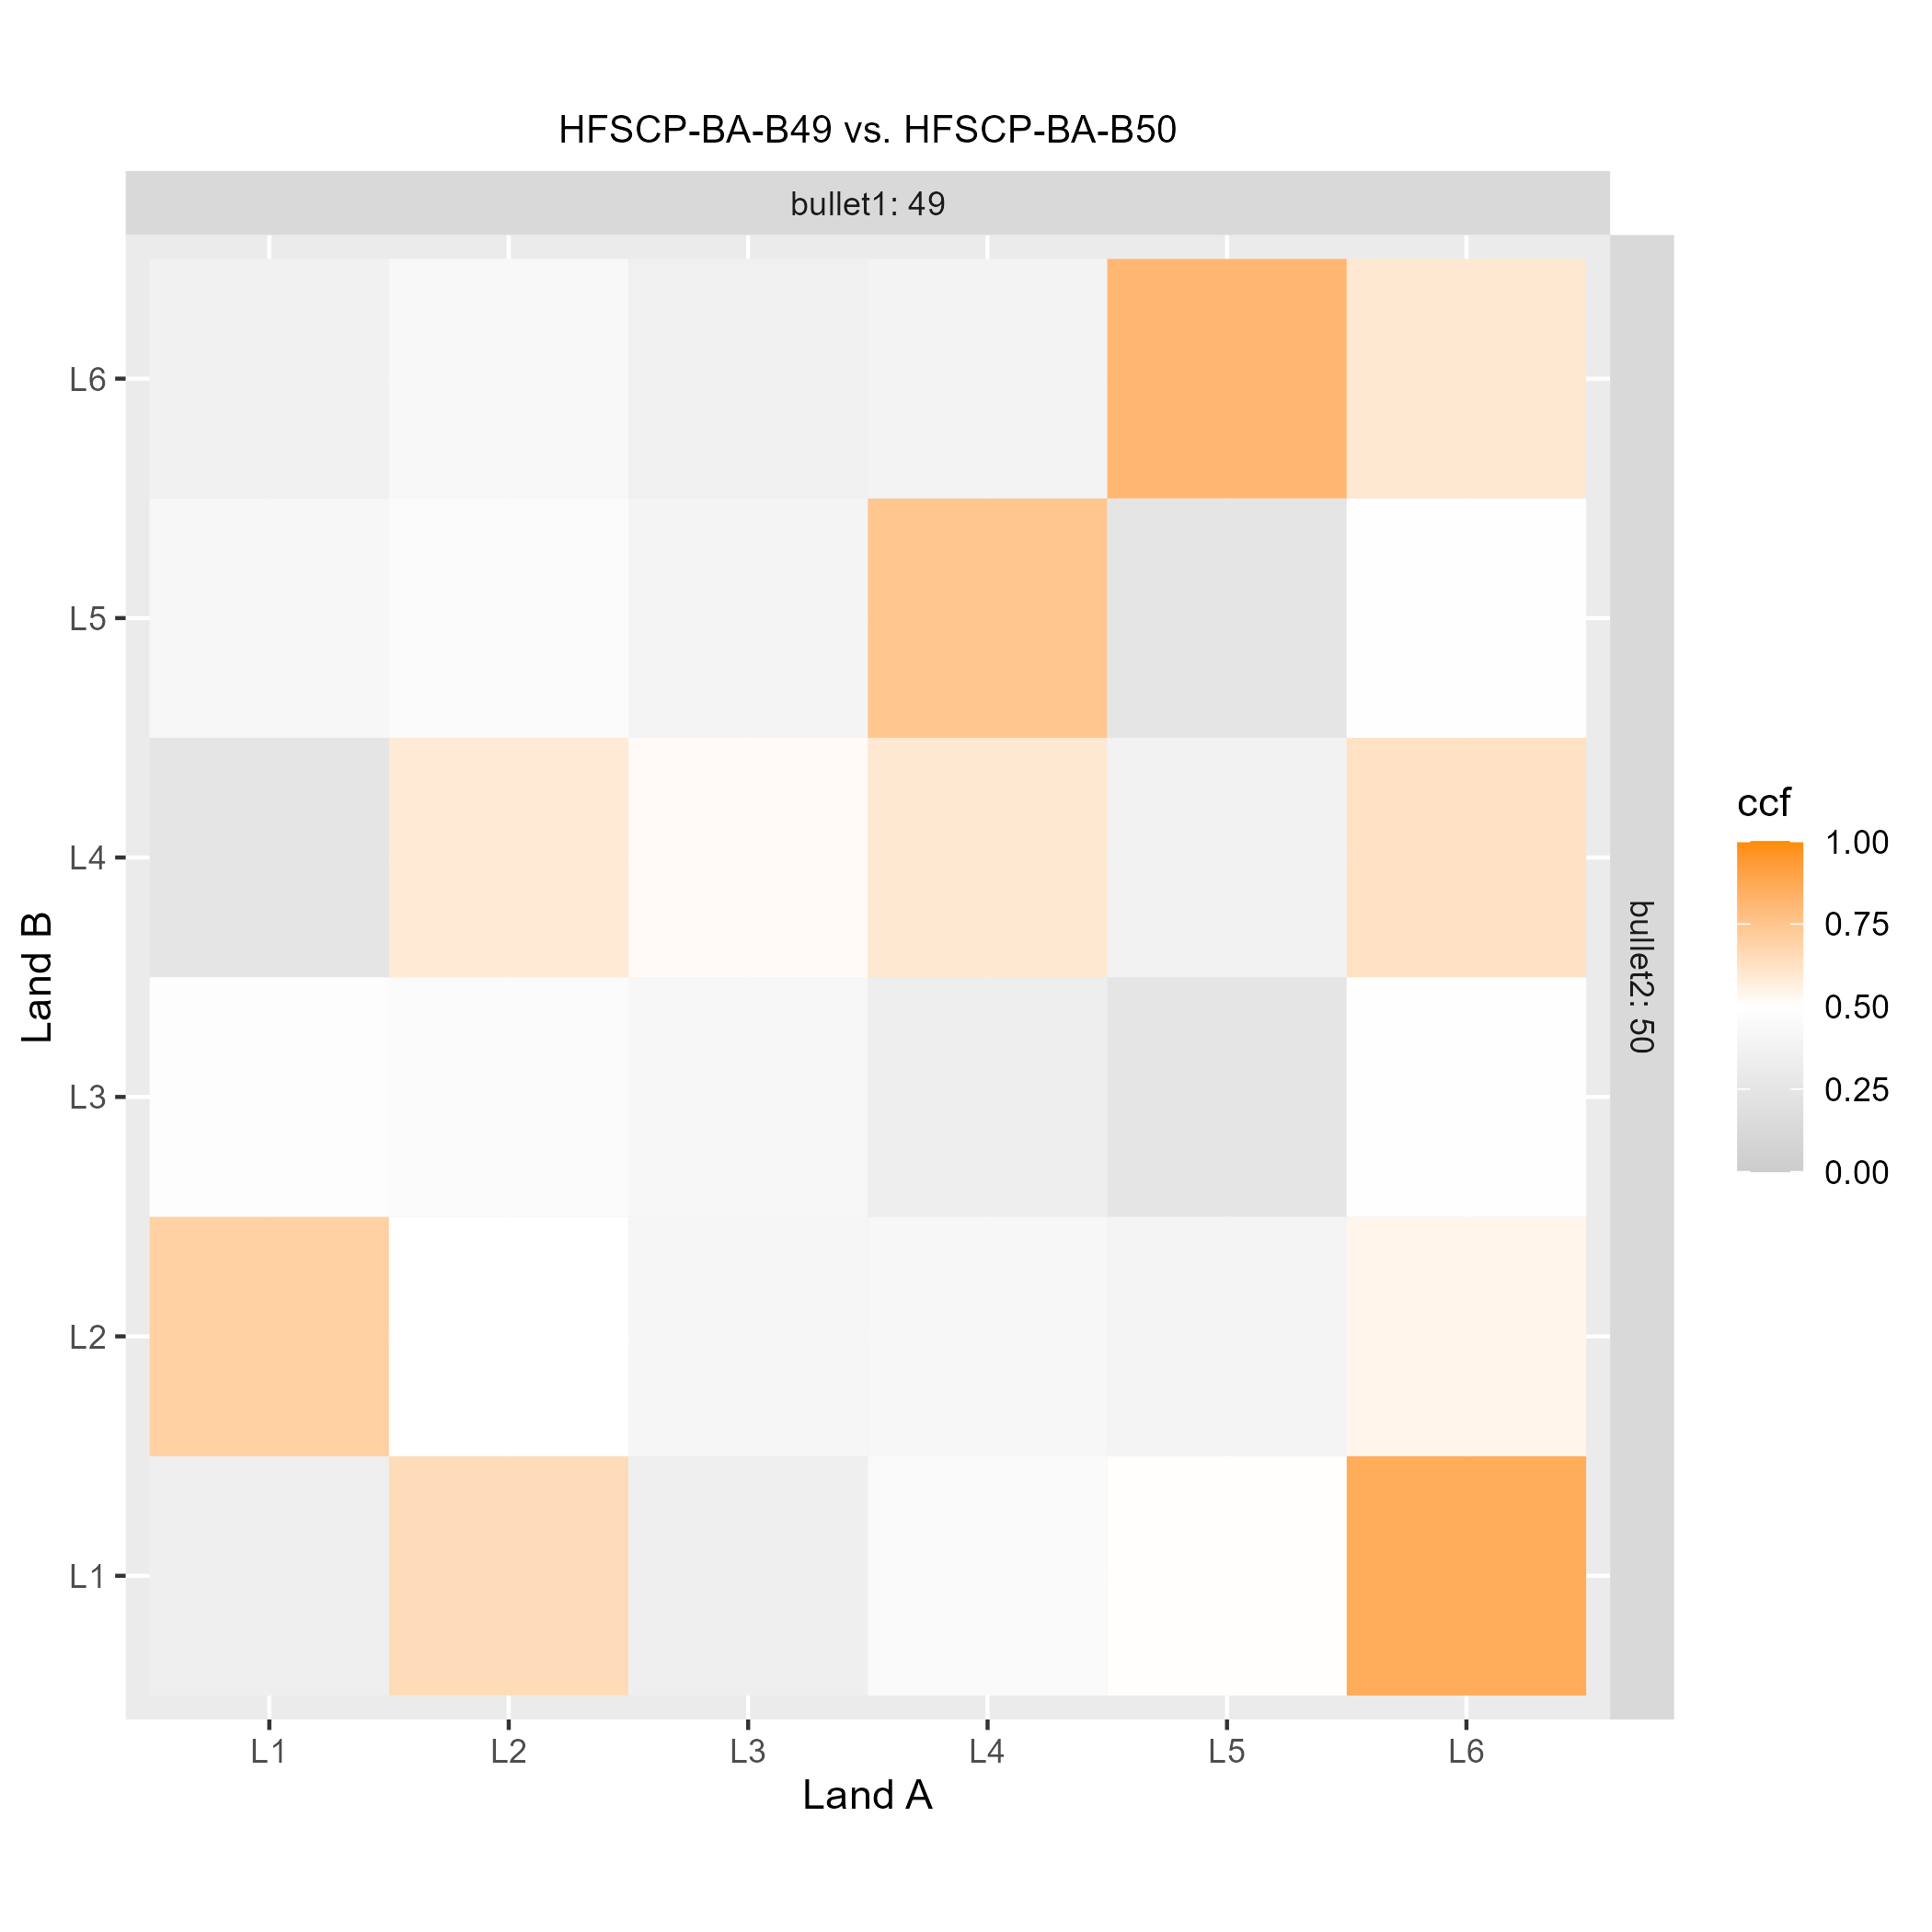 HFSCP-BA-B49 vs. HFSCP-BA-B50
bullet1: 49
L6
L5
L4
L3
L2
L1
Land B
bullet2: 50
L1 L2 L3 L4 L5 L6
Land A
ccf
1.00
0.75
0.50
0.25
0.00